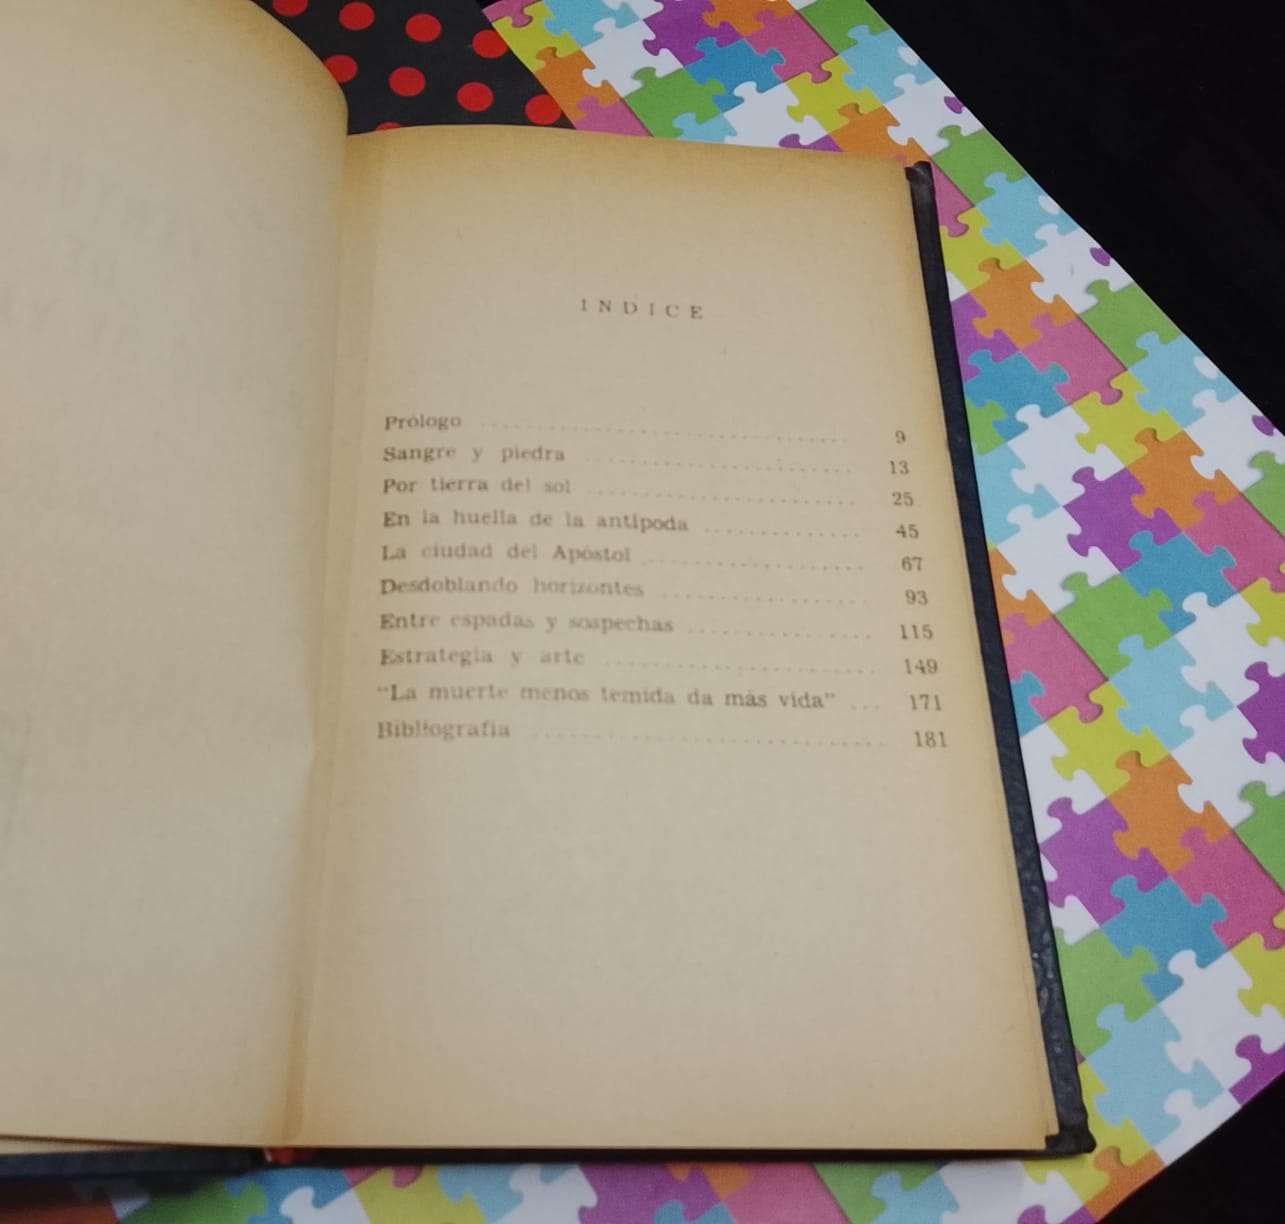 INDICE
Prólogo 9
Sangre y piedra 13
Por tierra del sol 25
En la huella de la antípoda 45
La ciudad del Apóstol 67
Desdoblando horizontes 93
Entre espadas y sospechas 115
Estrategia y arte 149
"La muerte menos temida da más vida" 171
Bibliografía 181